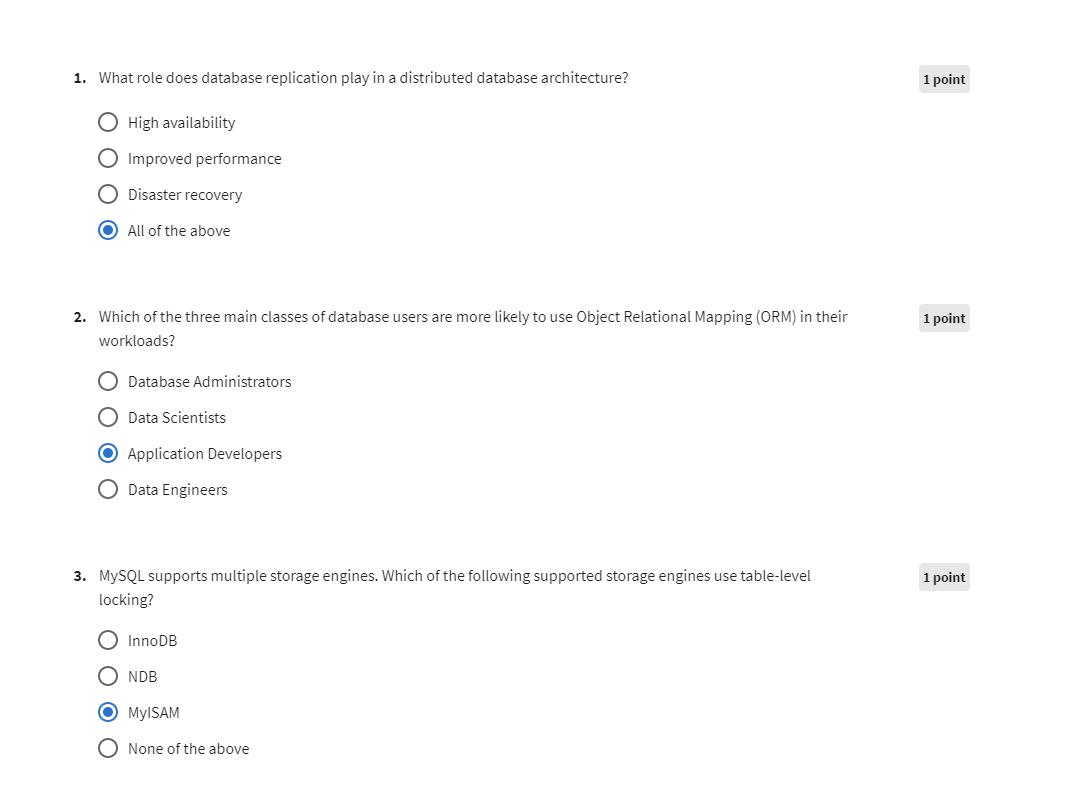 1. What role does database replication play in a distributed database architecture?
1 point
High availability
Improved performance
Disaster recovery
All of the above
2. Which of the three main classes of database users are more likely to use Object Relational Mapping (ORM) in their
1 point
workloads?
Database Administrators
Data Scientists
Application Developers
Data Engineers
3. MySQL supports multiple storage engines. Which of the following supported storage engines use table-level
1 point
locking?
InnoDB
NDB
MyISAM
None of the above